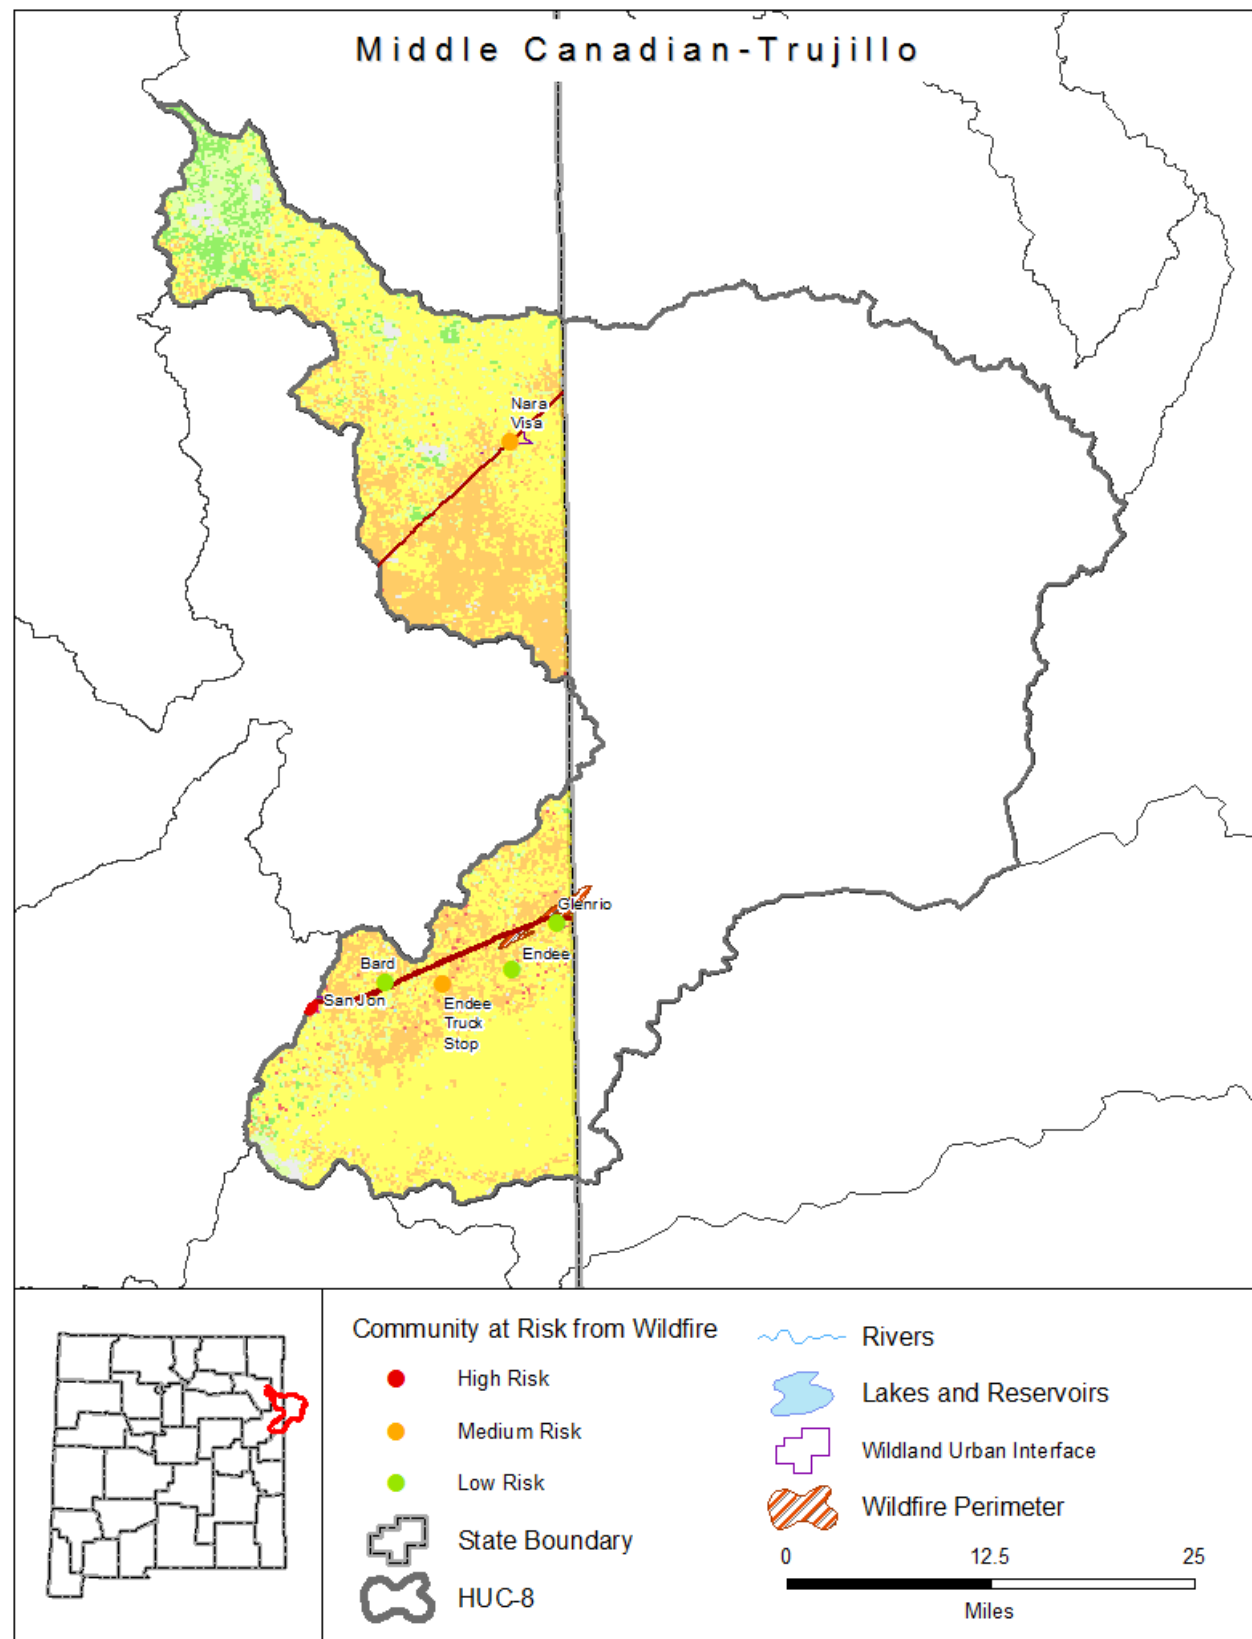 Middle Canadian-Trujillo
Nara
Visa
Glenrio
Endee
Bard
San Jon
Endee
Truck
Stop
Community at Risk from Wildfire
High Risk
Medium Risk
Low Risk
State Boundary
HUC-8
Rivers
Lakes and Reservoirs
Wildland Urban Interface
Wildfire Perimeter
0 12.5 25
Miles